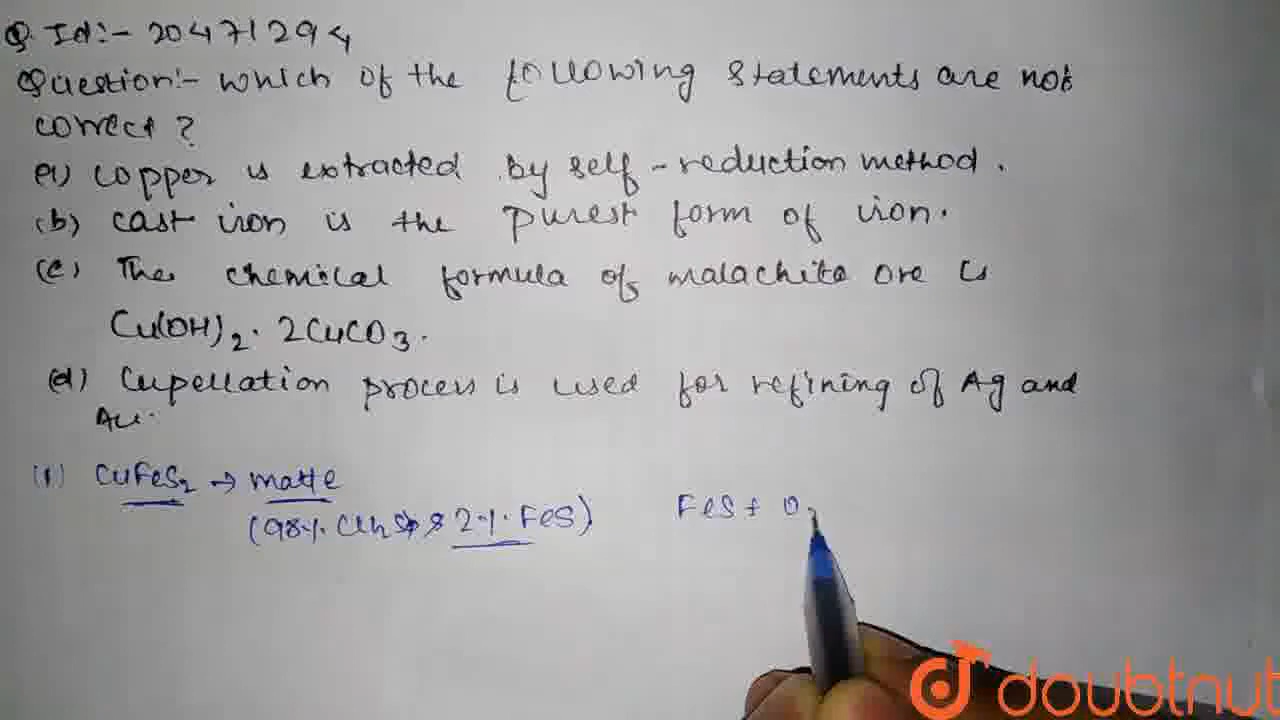 Q. Id:- 20471294
Question:- which of the following statements are not
correct?
(a) copper is extracted by self-reduction method.
(b) cast iron is the purest form of iron.
(c) The chemical formula of malachite ore is
Cu(OH)2. 2CuCO3.
(d) Cupellation process is used for refining of Ag and
Au.
(1) CuFeS2 → matte
(98% Cu2S + 2% FeS) FeS + O2
doubtnut